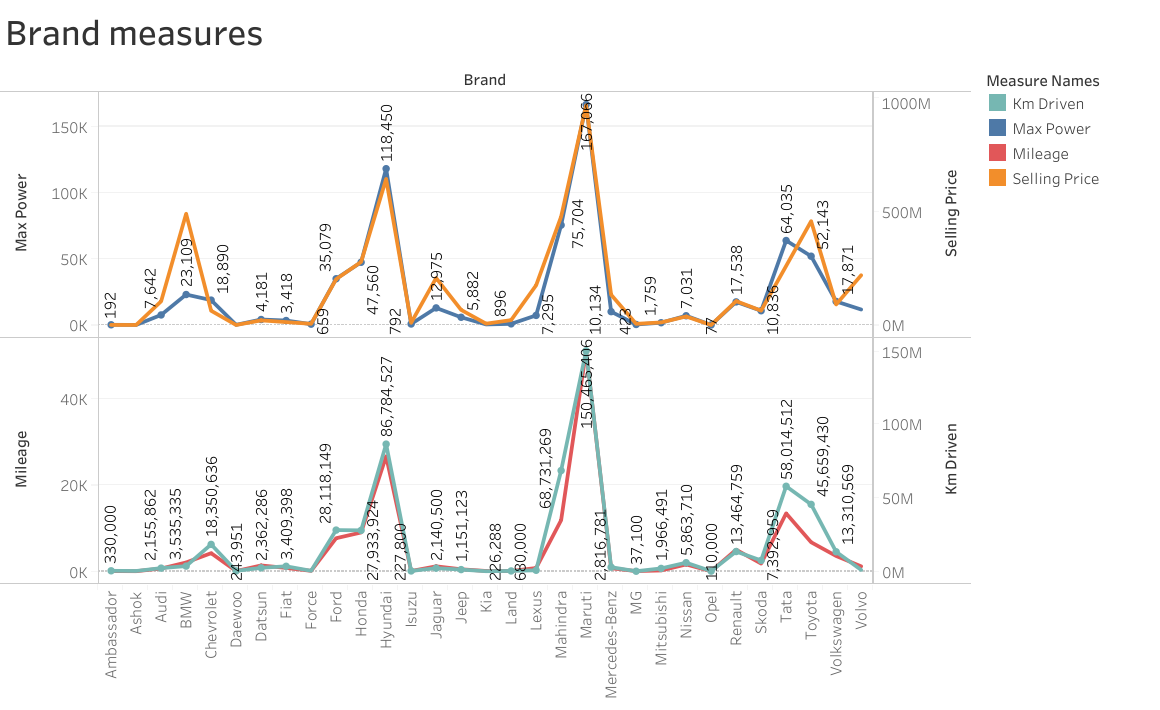 Brand measures
Brand
Measure Names
Km Driven
Max Power
Mileage
Selling Price
Max Power
150K
100K
50K
0K
192
7,642
23,109
18,890
4,181
3,418
659
35,079
47,560
118,450
792
12,975
5,882
896
7,295
75,704
167,066
10,134
423
1,759
7,031
77
17,538
10,836
64,035
52,143
17,871
1000M
500M
0M
Selling Price
Mileage
40K
20K
0K
330,000
2,155,862
3,535,335
18,350,636
243,951
2,362,286
3,409,398
28,118,149
27,933,924
86,784,527
227,800
2,140,500
1,151,123
226,288
680,000
68,731,269
150,465,406
2,816,781
37,100
1,966,491
5,863,710
110,000
13,464,759
7,392,959
58,014,512
45,659,430
13,310,569
150M
100M
50M
0M
Km Driven
Ambassador
Ashok
Audi
BMW
Chevrolet
Daewoo
Datsun
Fiat
Force
Ford
Honda
Hyundai
Isuzu
Jaguar
Jeep
Kia
Land
Lexus
Mahindra
Maruti
Mercedes-Benz
MG
Mitsubishi
Nissan
Opel
Renault
Skoda
Tata
Toyota
Volkswagen
Volvo